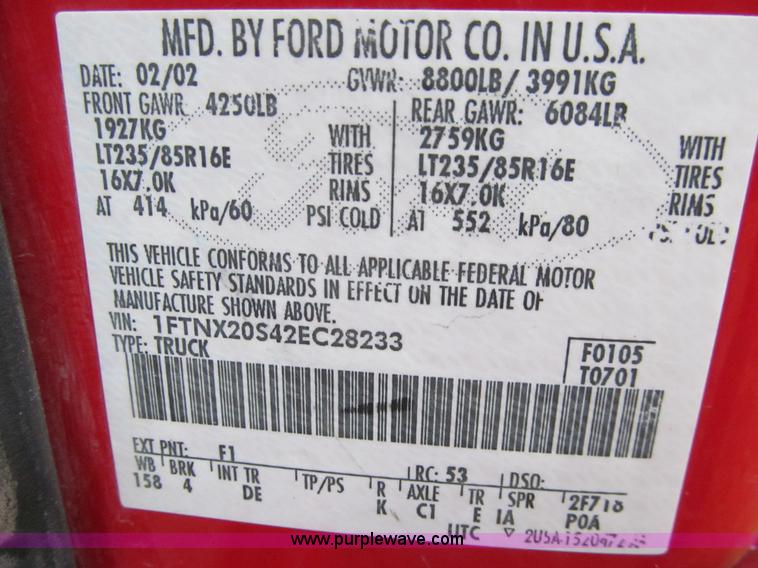 MFD. BY FORD MOTOR CO. IN U.S.A.
DATE: 02/02 GVWR: 8800LB/ 3991KG
FRONT GAWR 4250LB REAR GAWR: 6084LB
1927KG WITH 2759KG WITH
LT235/85R16E TIRES LT235/85R16E TIRES
16X7.0K RIMS 16X7.0K RIMS
AT 414 kPa/60 PSI COLD AT 552 kPa/80
THIS VEHICLE CONFORMS TO ALL APPLICABLE FEDERAL MOTOR
VEHICLE SAFETY STANDARDS IN EFFECT ON THE DATE OF
MANUFACTURE SHOWN ABOVE.
VIN: 1FTNX20S42EC28233
TYPE: TRUCK
F0105
T0701
EXT PNT: F1 RC: 53 DSO:
WB BRK INT TR TP/PS R AXLE TR SPR 2F718
158 4 DE K C1 E IA POA
UTC
www.purplewave.com